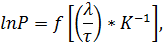 lnP = f[(λ/τ) * K⁻¹],